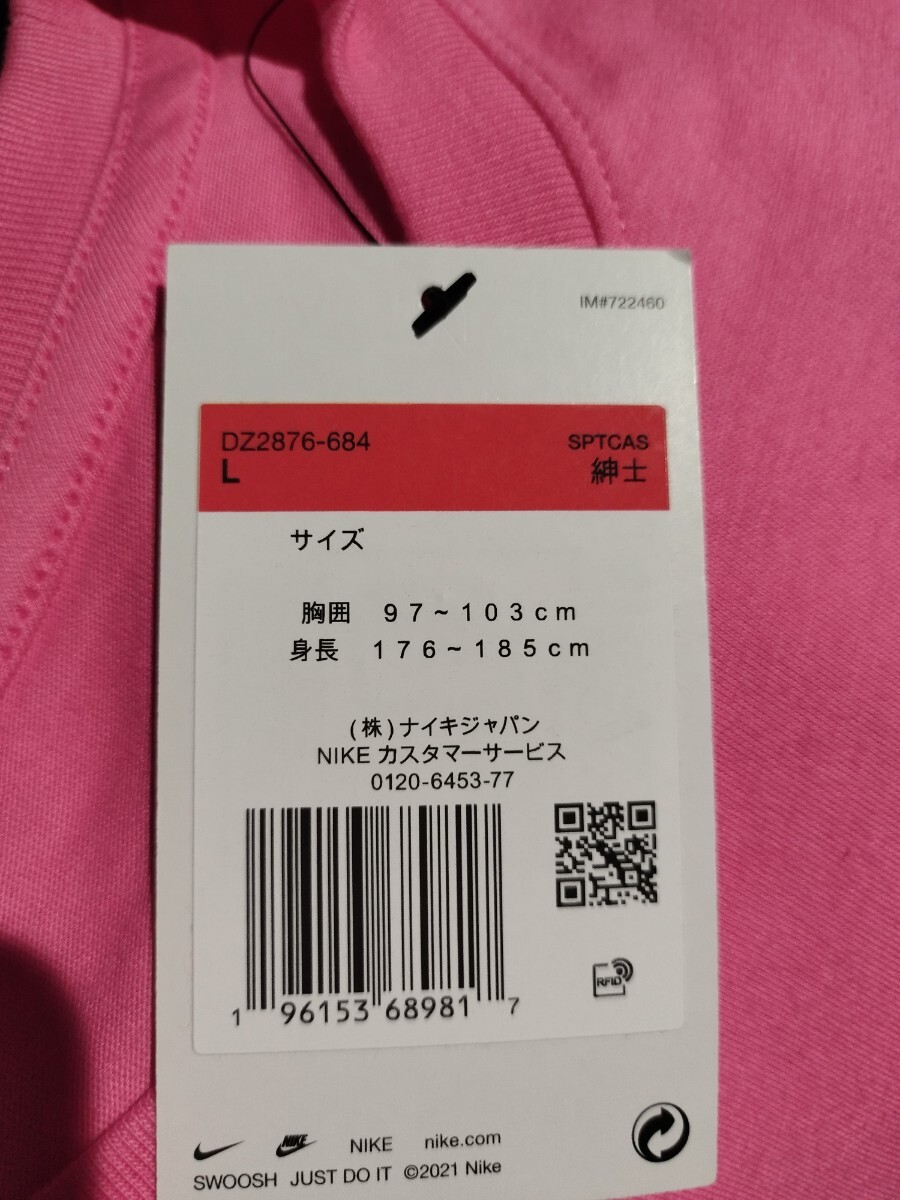 IM#722460
DZ2876-684 SPTCAS
L 紳士
サイズ
胸囲 97~103cm
身長 176~185cm
(株)ナイキジャパン
NIKE カスタマーサービス
0120-6453-77
RFID
1 96153 68981 7
NIKE NIKE nike.com
SWOOSH JUST DO IT ©2021 Nike